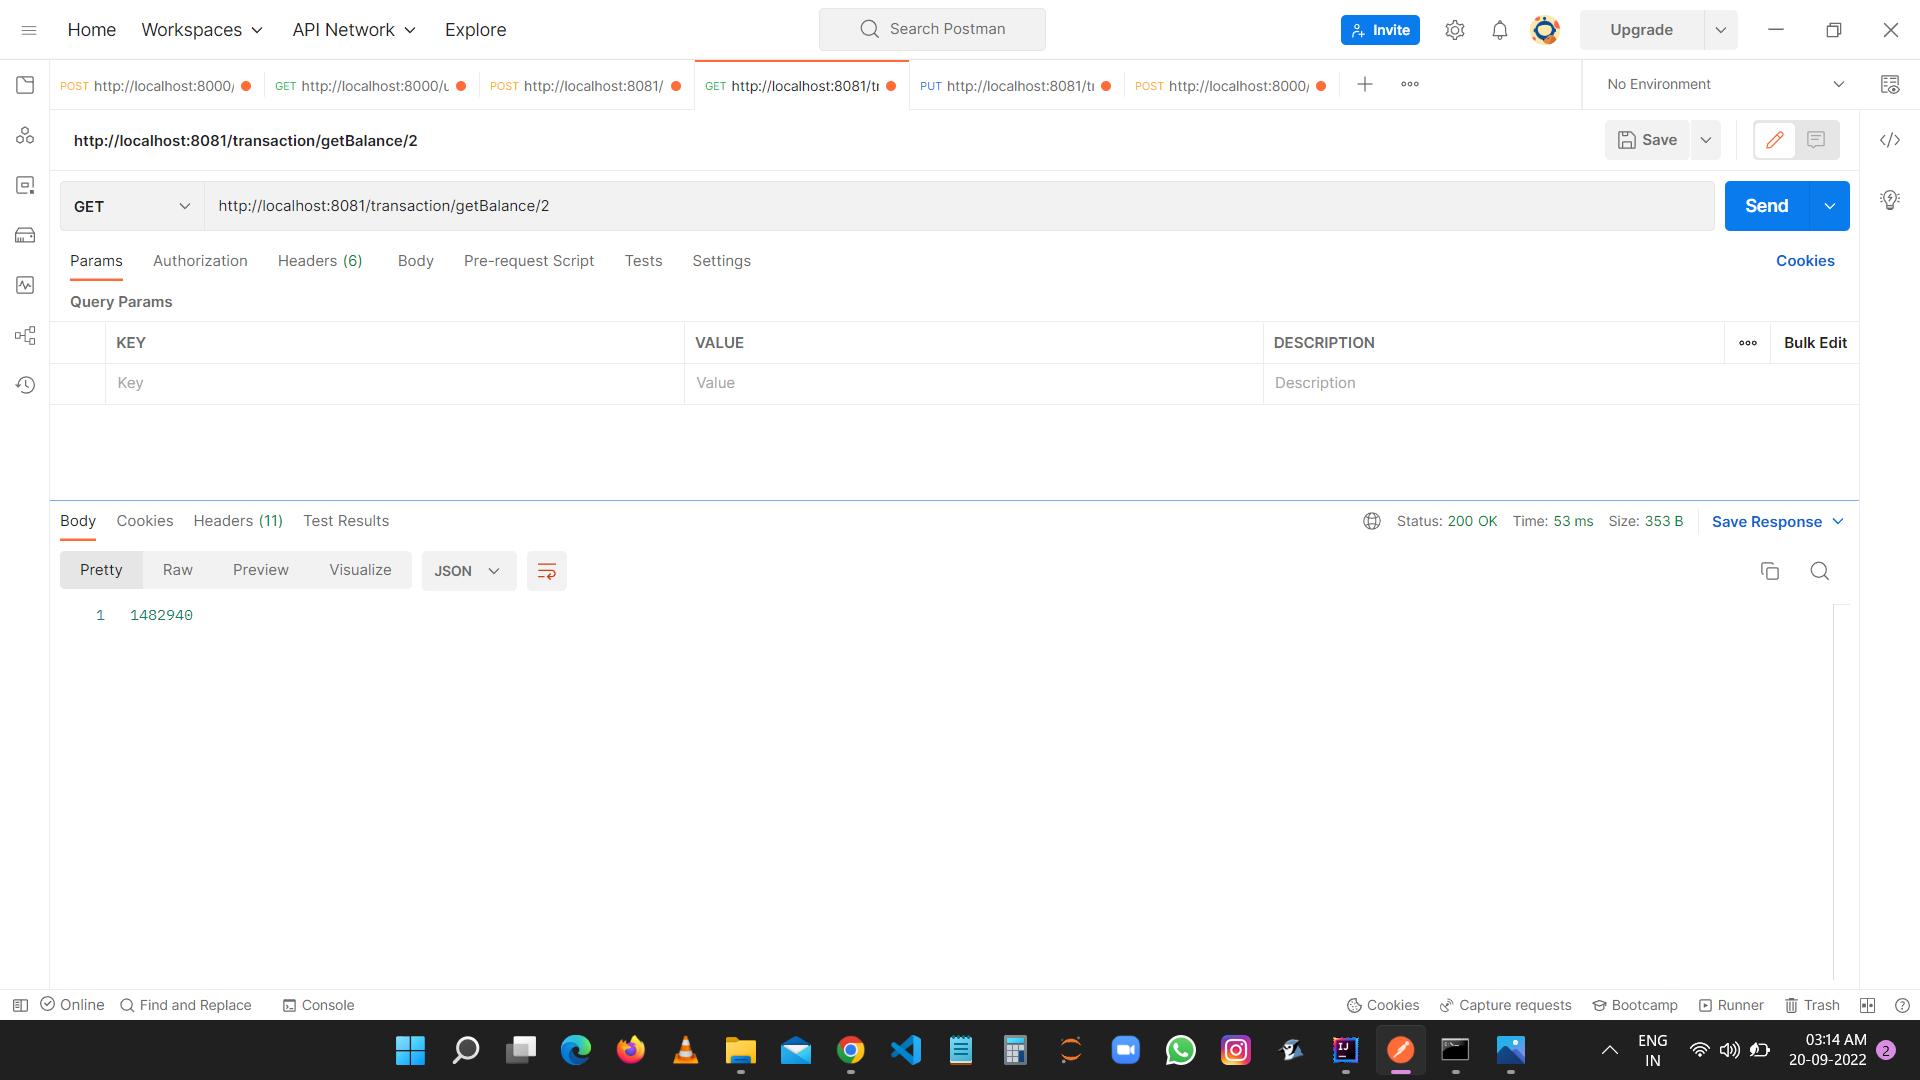 Home Workspaces API Network Explore Search Postman Invite Upgrade
POST http://localhost:8000/ GET http://localhost:8000/u POST http://localhost:8081/ GET http://localhost:8081/tr PUT http://localhost:8081/tr POST http://localhost:8000/ No Environment
http://localhost:8081/transaction/getBalance/2 Save
GET http://localhost:8081/transaction/getBalance/2 Send
Params Authorization Headers (6) Body Pre-request Script Tests Settings Cookies
Query Params
KEY VALUE DESCRIPTION Bulk Edit
Key Value Description
Body Cookies Headers (11) Test Results Status: 200 OK Time: 53 ms Size: 353 B Save Response
Pretty Raw Preview Visualize JSON
1 1482940
Online Find and Replace Console Cookies Capture requests Bootcamp Runner Trash
ENG 03:14 AM
IN 20-09-2022 2